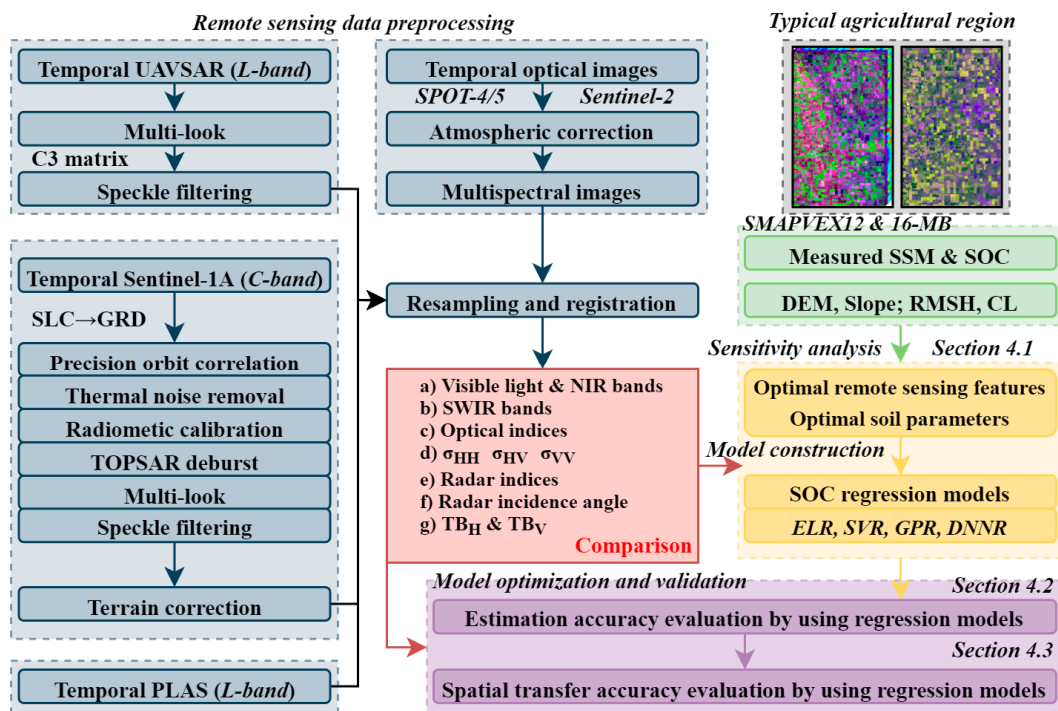 Remote sensing data preprocessing
Temporal UAVSAR (L-band)
Multi-look
C3 matrix
Speckle filtering
Temporal Sentinel-1A (C-band)
SLC→GRD
Precision orbit correlation
Thermal noise removal
Radiometic calibration
TOPSAR deburst
Multi-look
Speckle filtering
Terrain correction
Temporal PLAS (L-band)
Temporal optical images
SPOT-4/5 Sentinel-2
Atmospheric correction
Multispectral images
Resampling and registration
a) Visible light & NIR bands
b) SWIR bands
c) Optical indices
d) σHH σHV σVV
e) Radar indices
f) Radar incidence angle
g) TBH & TBV
Comparison
Typical agricultural region
SMAPVEX12 & 16-MB
Measured SSM & SOC
DEM, Slope; RMSH, CL
Sensitivity analysis Section 4.1
Optimal remote sensing features
Optimal soil parameters
Model construction
SOC regression models
ELR, SVR, GPR, DNNR
Model optimization and validation
Section 4.2
Estimation accuracy evaluation by using regression models
Section 4.3
Spatial transfer accuracy evaluation by using regression models